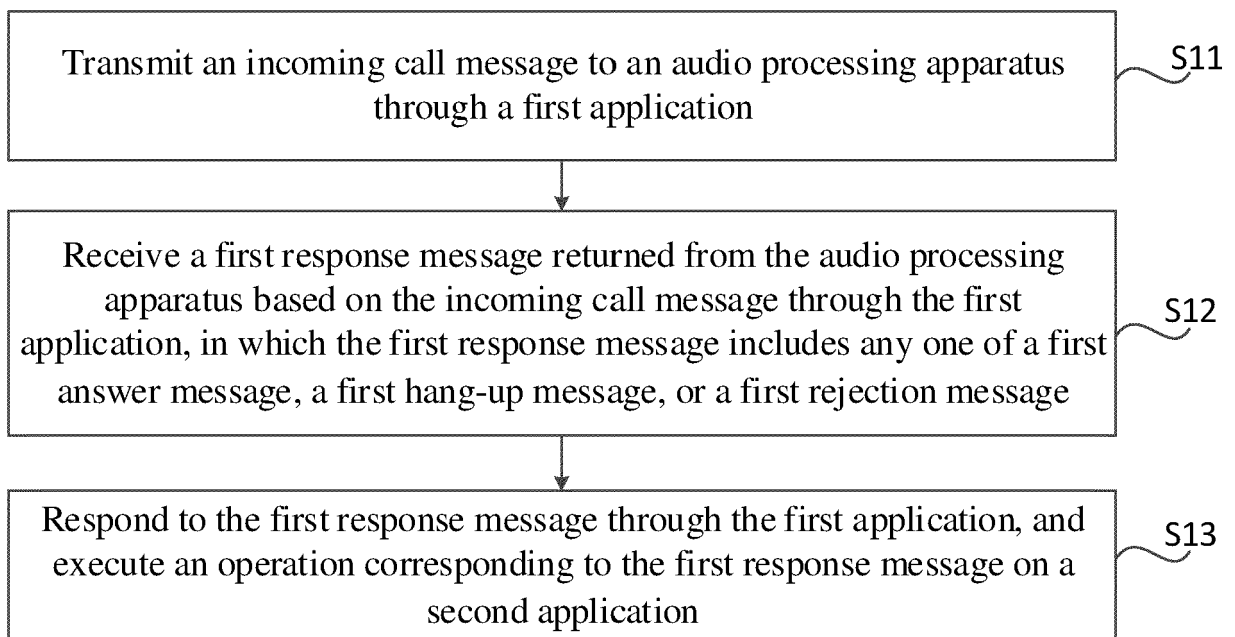 Transmit an incoming call message to an audio processing apparatus
through a first application
S11
Receive a first response message returned from the audio processing
apparatus based on the incoming call message through the first
application, in which the first response message includes any one of a first
answer message, a first hang-up message, or a first rejection message
S12
Respond to the first response message through the first application, and
execute an operation corresponding to the first response message on a
second application
S13